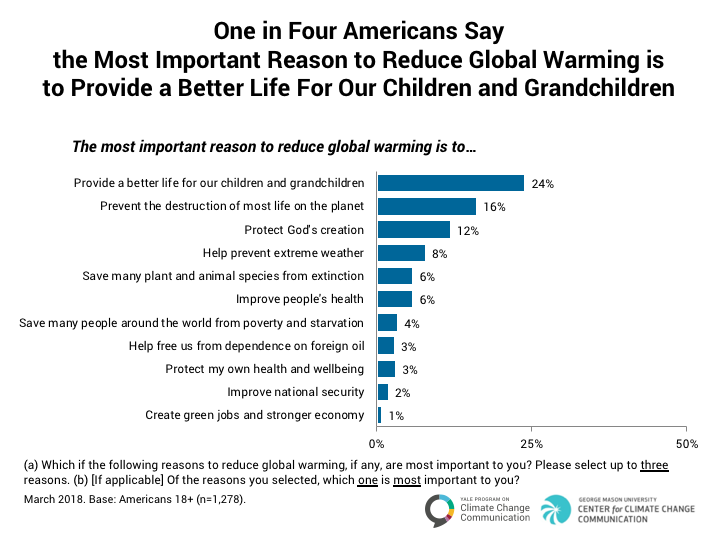 One in Four Americans Say
the Most Important Reason to Reduce Global Warming is
to Provide a Better Life For Our Children and Grandchildren
The most important reason to reduce global warming is to…
Provide a better life for our children and grandchildren 24%
Prevent the destruction of most life on the planet 16%
Protect God's creation 12%
Help prevent extreme weather 8%
Save many plant and animal species from extinction 6%
Improve people's health 6%
Save many people around the world from poverty and starvation 4%
Help free us from dependence on foreign oil 3%
Protect my own health and wellbeing 3%
Improve national security 2%
Create green jobs and stronger economy 1%
0% 25% 50%
(a) Which if the following reasons to reduce global warming, if any, are most important to you? Please select up to three
reasons. (b) [If applicable] Of the reasons you selected, which one is most important to you?
March 2018. Base: Americans 18+ (n=1,278).
YALE PROGRAM ON
Climate Change
Communication
GEORGE MASON UNIVERSITY
CENTER for CLIMATE CHANGE
COMMUNICATION